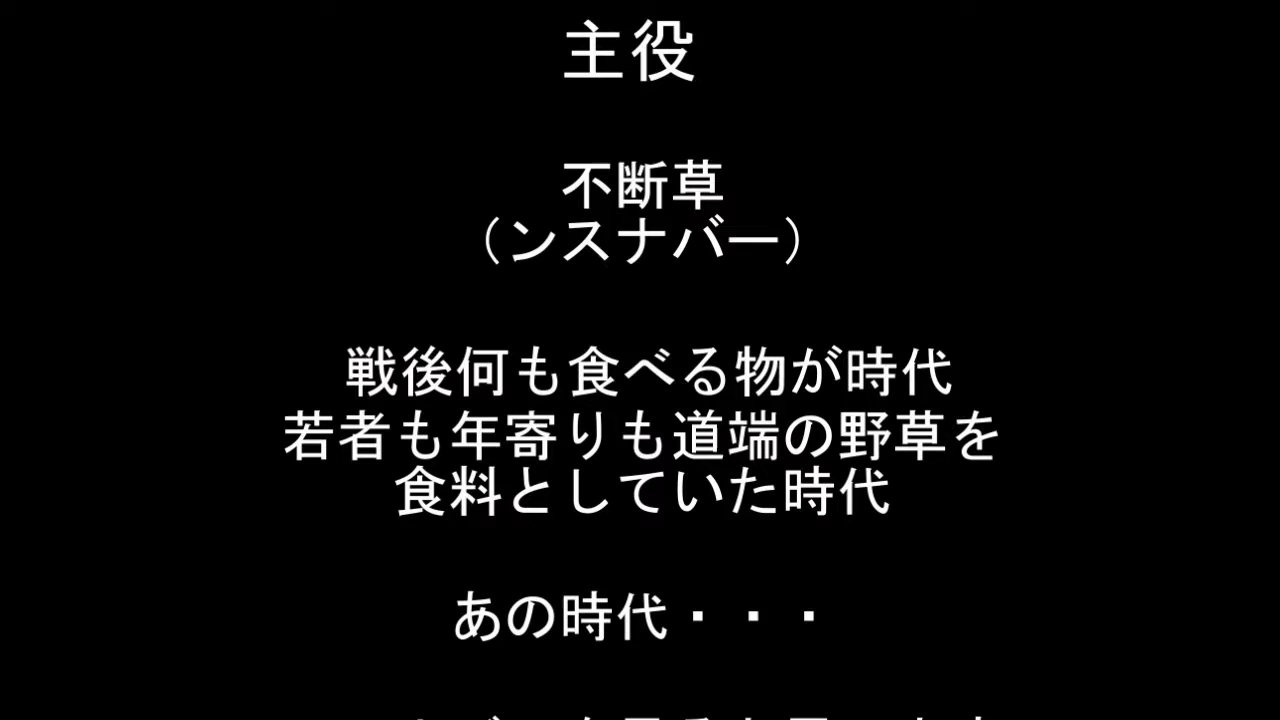 主役
不断草
（ンスナバー）
戦後何も食べる物が時代
若者も年寄りも道端の野草を
食料としていた時代
あの時代・・・